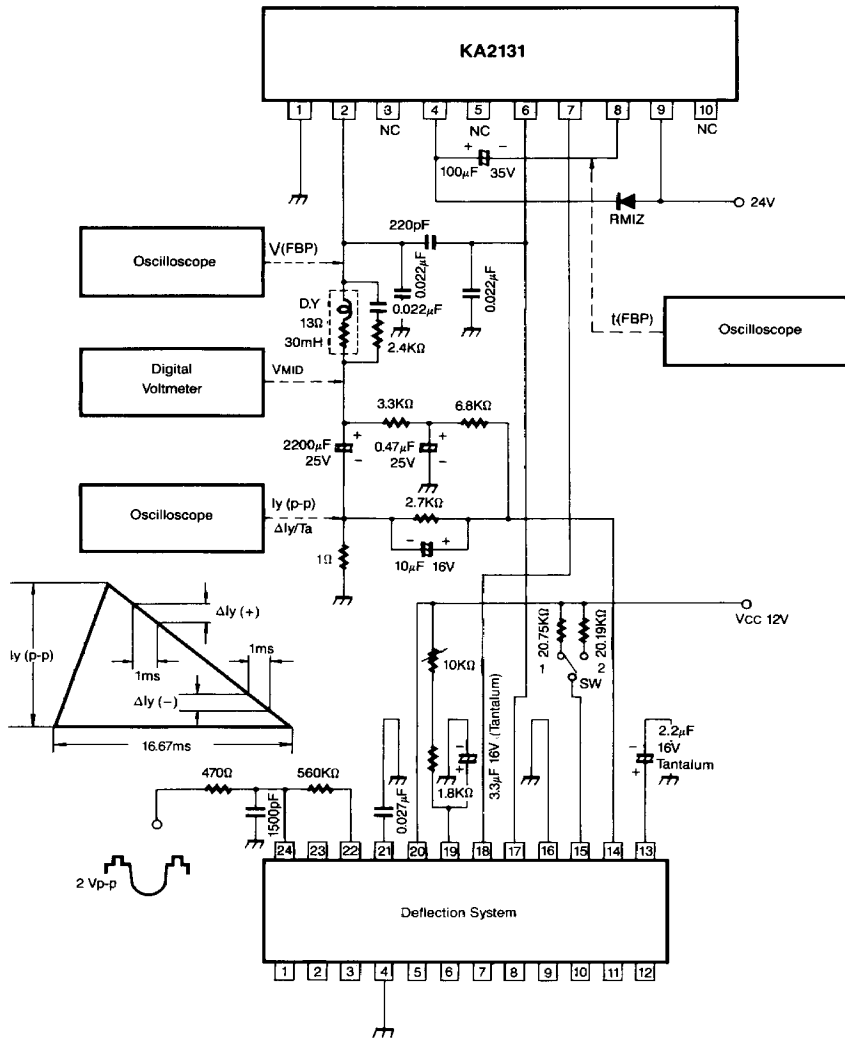 KA2131
1 2 3 4 5 6 7 8 9 10
NC NC NC
+ −
100μF 35V
RMIZ
24V
220pF
Oscilloscope
V(FBP)
0.022μF
0.022μF
0.022μF
D.Y
13Ω
30mH
2.4KΩ
t(FBP)
Oscilloscope
Digital
Voltmeter
VMID
3.3KΩ
6.8KΩ
2200μF
25V
+
−
0.47μF
25V
+
−
Oscilloscope
Iy (p-p)
ΔIy/Ta
2.7KΩ
− +
10μF 16V
1Ω
ΔIy (+)
Iy (p-p)
1ms
1ms
ΔIy (−)
16.67ms
VCC 12V
20.75KΩ
20.19KΩ
1
2
SW
10KΩ
3.3μF 16V (Tantalum)
−
+
1.8KΩ
2.2μF
16V
Tantalum
−
+
470Ω
560KΩ
1500pF
0.027μF
2 Vp-p
24 23 22 21 20 19 18 17 16 15 14 13
Deflection System
1 2 3 4 5 6 7 8 9 10 11 12